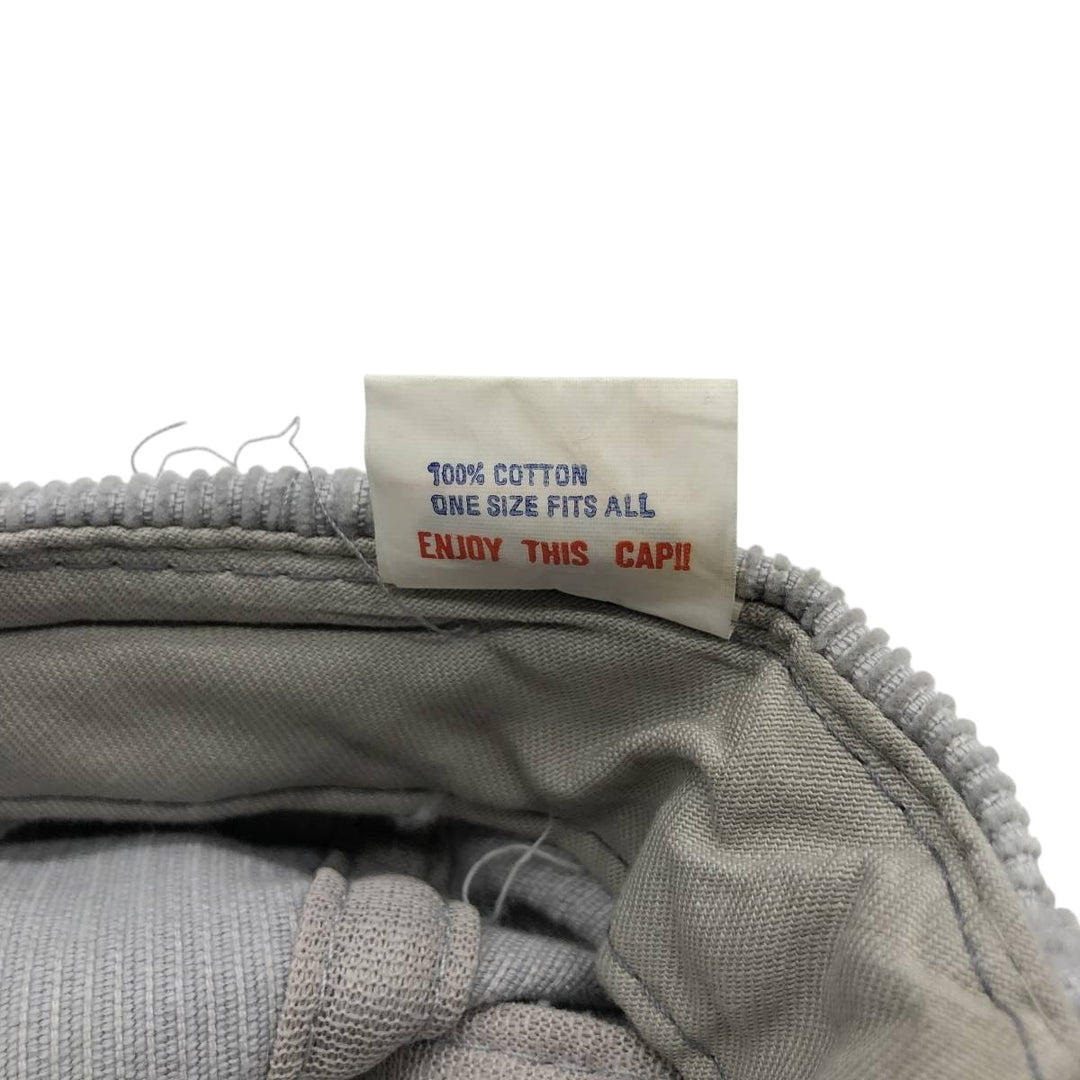 100% COTTON
ONE SIZE FITS ALL
ENJOY THIS CAP!!